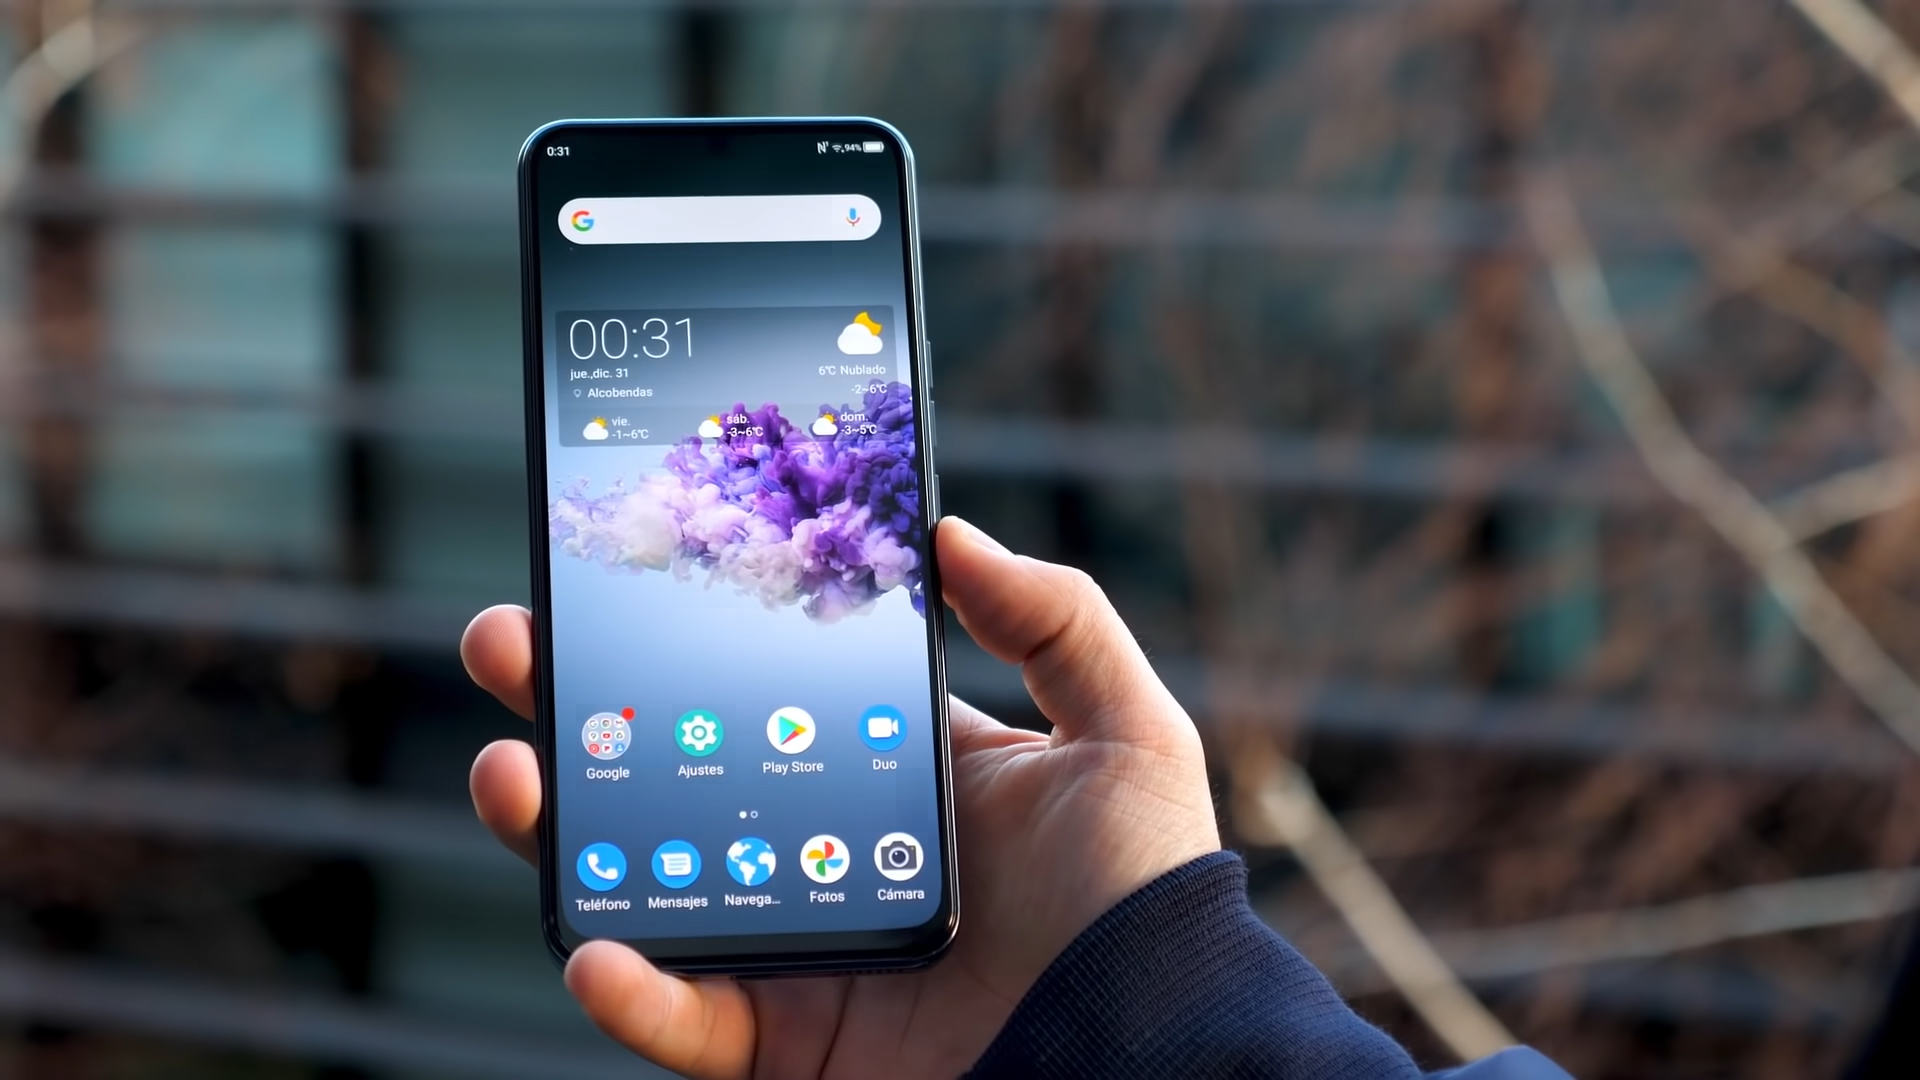 0:31
94%
00:31
jue.,dic. 31
Alcobendas
6°C Nublado
-2~6°C
vie.
-1~6°C
sáb.
-3~6°C
dom.
-3~5°C
Google
Ajustes
Play Store
Duo
Teléfono
Mensajes
Navega...
Fotos
Cámara